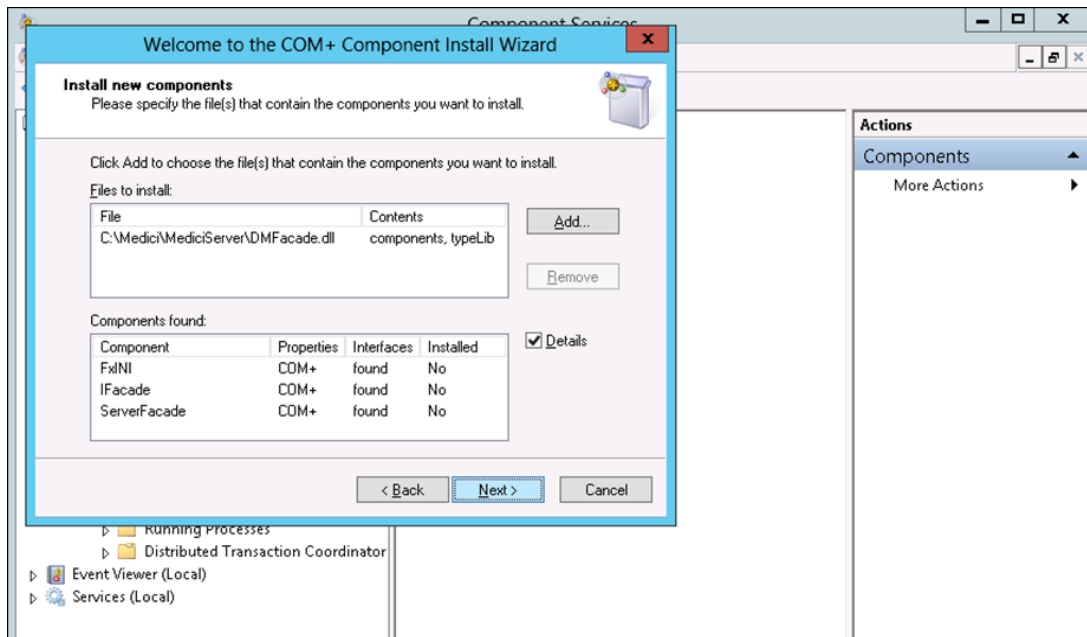 Component Services
Welcome to the COM+ Component Install Wizard
Install new components
Please specify the file(s) that contain the components you want to install.
Click Add to choose the file(s) that contain the components you want to install.
Files to install:
File Contents
C:\Medici\MediciServer\DMFacade.dll components, typeLib
Add...
Remove
Components found:
Details
Component Properties Interfaces Installed
FxINI COM+ found No
IFacade COM+ found No
ServerFacade COM+ found No
< Back Next > Cancel
Running Processes
Distributed Transaction Coordinator
Event Viewer (Local)
Services (Local)
Actions
Components
More Actions